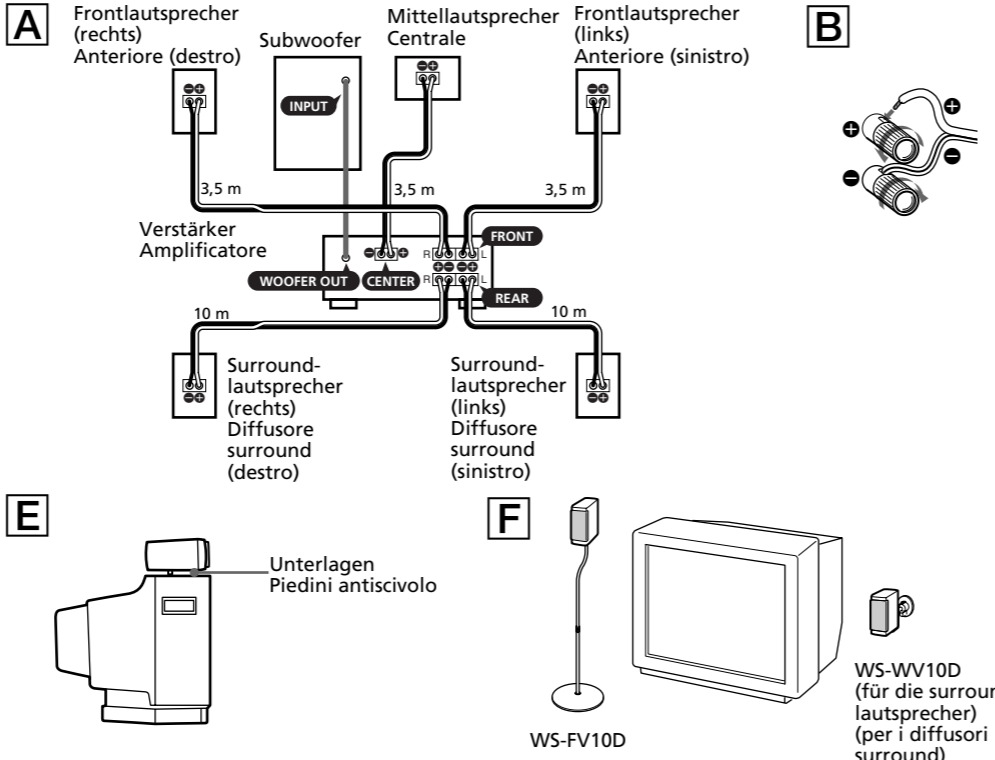 A
Frontlautsprecher
(rechts)
Anteriore (destro)
Subwoofer
Mittellautsprecher
Centrale
Frontlautsprecher
(links)
Anteriore (sinistro)
INPUT
3,5 m
3,5 m
3,5 m
Verstärker
Amplificatore
FRONT
R
L
WOOFER OUT
CENTER
R
L
REAR
10 m
10 m
Surround-
lautsprecher
(rechts)
Diffusore
surround
(destro)
Surround-
lautsprecher
(links)
Diffusore
surround
(sinistro)
B
E
Unterlagen
Piedini antiscivolo
F
WS-FV10D
WS-WV10D
(für die surroun
lautsprecher)
(per i diffusori
surround)